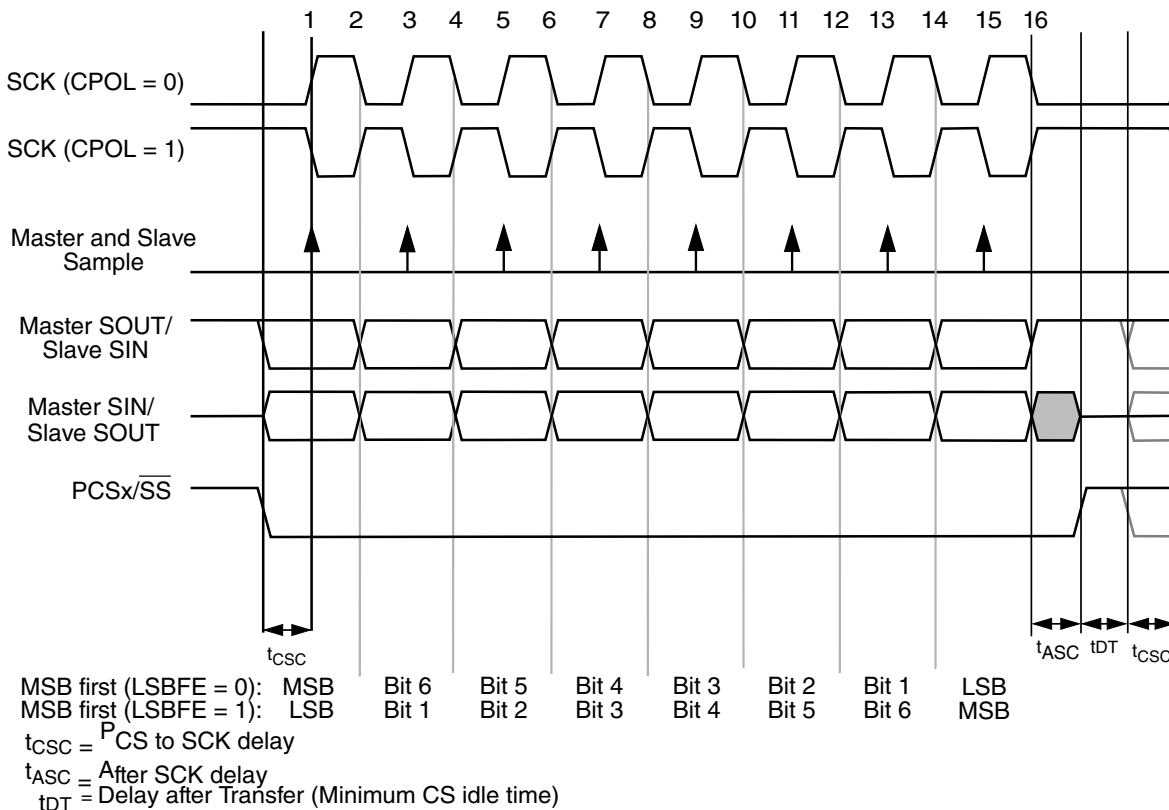 1 2 3 4 5 6 7 8 9 10 11 12 13 14 15 16
SCK (CPOL = 0)
SCK (CPOL = 1)
Master and Slave
Sample
Master SOUT/
Slave SIN
Master SIN/
Slave SOUT
PCSx/SS
tCSC tASC tDT tCSC
MSB first (LSBFE = 0): MSB Bit 6 Bit 5 Bit 4 Bit 3 Bit 2 Bit 1 LSB
MSB first (LSBFE = 1): LSB Bit 1 Bit 2 Bit 3 Bit 4 Bit 5 Bit 6 MSB
tCSC = PCS to SCK delay
tASC = After SCK delay
tDT = Delay after Transfer (Minimum CS idle time)